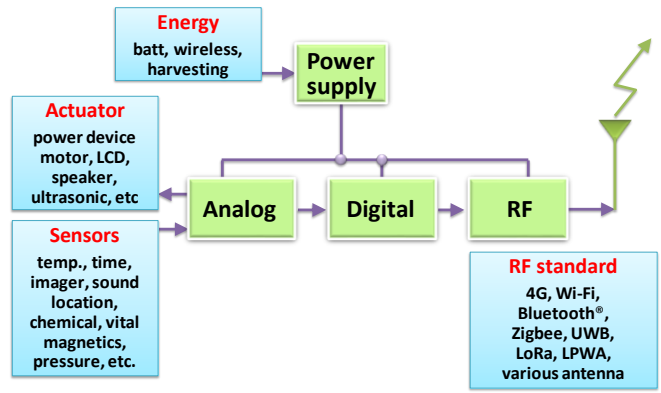 Energy
batt, wireless,
harvesting
Power
supply
Actuator
power device
motor, LCD,
speaker,
ultrasonic, etc
Analog
Digital
RF
Sensors
temp., time,
imager, sound
location,
chemical, vital
magnetics,
pressure, etc.
RF standard
4G, Wi-Fi,
Bluetooth®,
Zigbee, UWB,
LoRa, LPWA,
various antenna